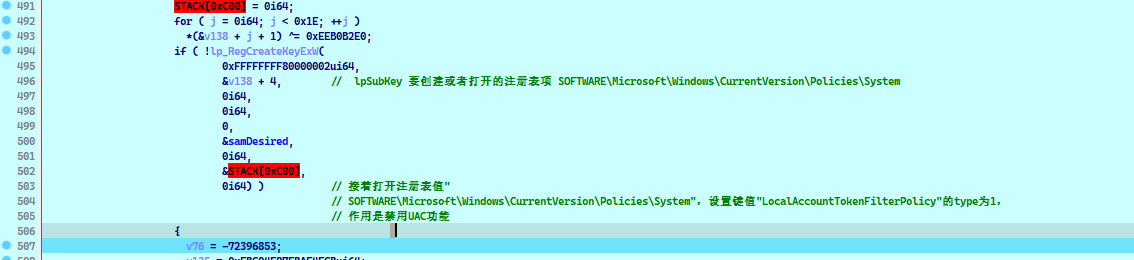 491 STACK[0xC00] = 0i64;
492 for ( j = 0i64; j < 0x1E; ++j )
493 *(&v138 + j + 1) ^= 0xEEB0B2E0;
494 if ( !lp_RegCreateKeyExW(
495 0xFFFFFFFF80000002ui64,
496 &v138 + 4, // lpSubKey 要创建或者打开的注册表项 SOFTWARE\Microsoft\Windows\CurrentVersion\Policies\System
497 0i64,
498 0i64,
499 0,
500 &samDesired,
501 0i64,
502 &STACK[0xC00],
503 0i64) ) // 接着打开注册表值"
504 // SOFTWARE\Microsoft\Windows\CurrentVersion\Policies\System"，设置键值"LocalAccountTokenFilterPolicy"的type为1，
505 // 作用是禁用UAC功能
506 {
507 v76 = -72396853;